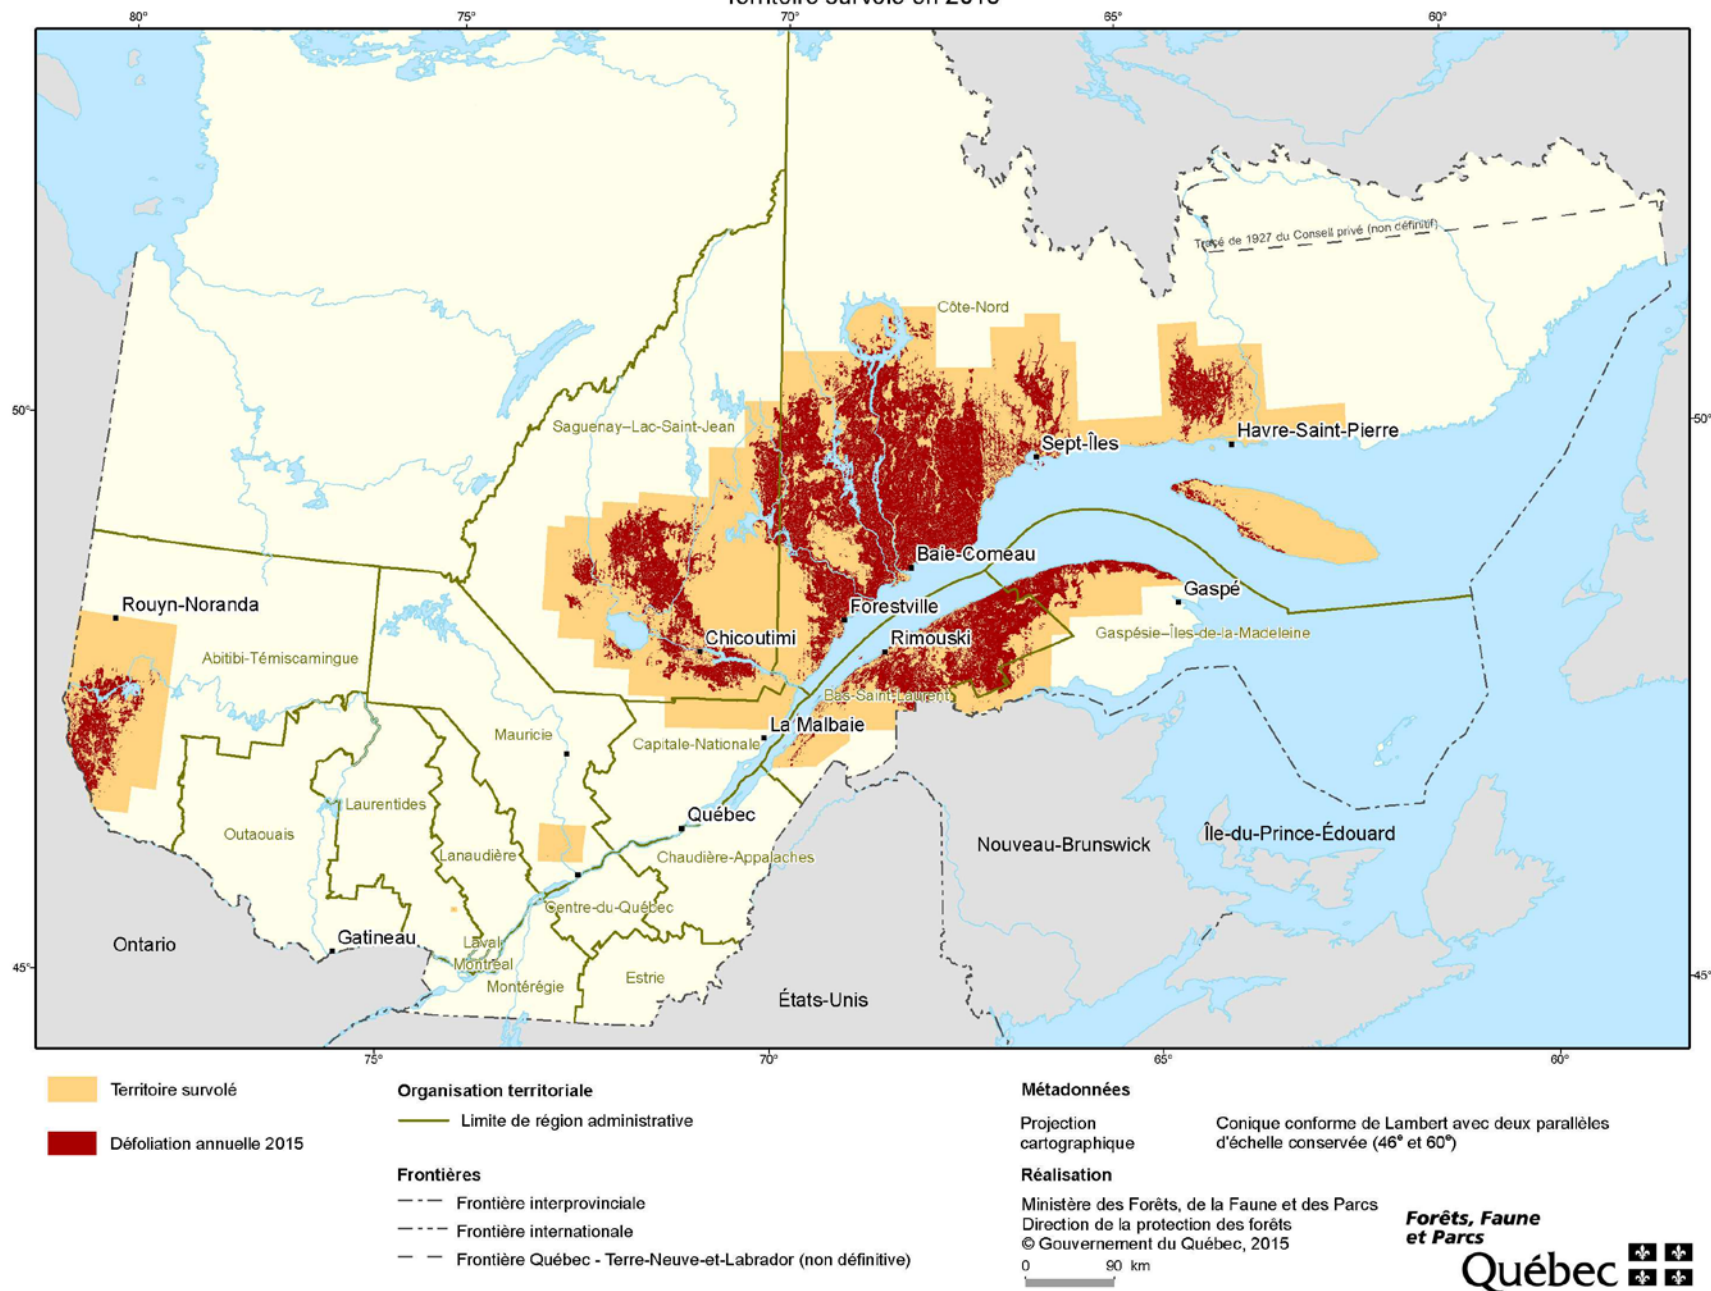 Territoire survolé en 2015
80°
75°
70°
65°
60°
Tracé de 1927 du Conseil privé (non définitif)
Côte-Nord
50°
50°
Saguenay–Lac-Saint-Jean
Havre-Saint-Pierre
Sept-Îles
Baie-Comeau
Gaspé
Rouyn-Noranda
Forestville
Chicoutimi
Rimouski
Gaspésie–Îles-de-la-Madeleine
Abitibi-Témiscamingue
Bas-Saint-Laurent
La Malbaie
Mauricie
Capitale-Nationale
Laurentides
Québec
Outaouais
Île-du-Prince-Édouard
Nouveau-Brunswick
Lanaudière
Chaudière-Appalaches
Centre-du-Québec
Gatineau
Ontario
Laval
Montréal
45°
45°
Montérégie
Estrie
États-Unis
75°
70°
65°
60°
Territoire survolé
Défoliation annuelle 2015
Organisation territoriale
Limite de région administrative
Frontières
Frontière interprovinciale
Frontière internationale
Frontière Québec - Terre-Neuve-et-Labrador (non définitive)
Métadonnées
Projection cartographique
Conique conforme de Lambert avec deux parallèles
d'échelle conservée (46° et 60°)
Réalisation
Ministère des Forêts, de la Faune et des Parcs
Direction de la protection des forêts
© Gouvernement du Québec, 2015
0 90 km
Forêts, Faune
et Parcs
Québec